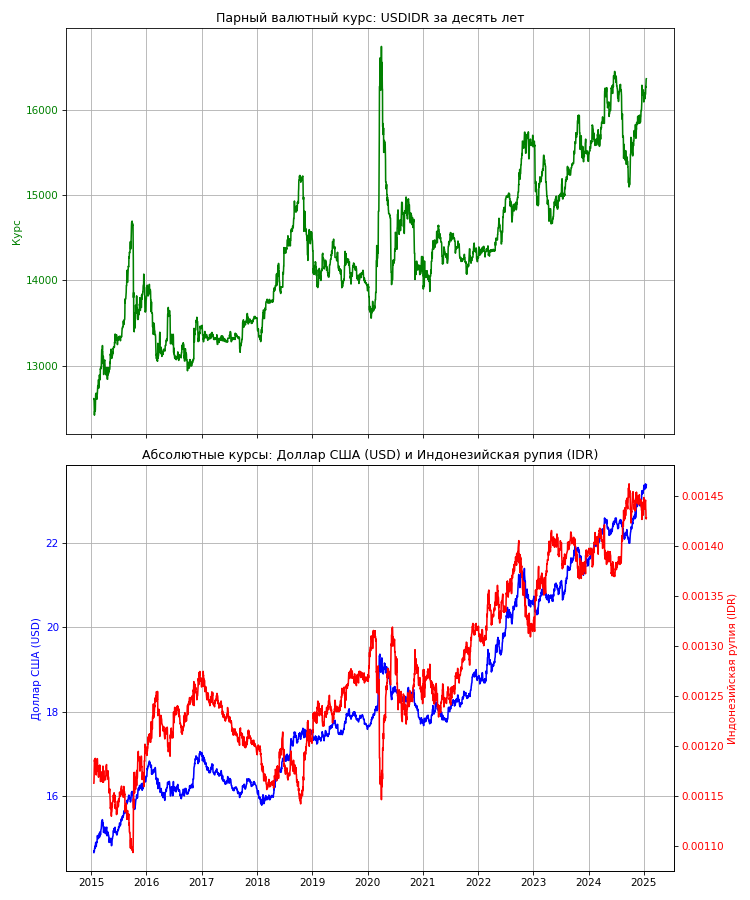 Парный валютный курс: USDIDR за десять лет
Курс
16000
15000
14000
13000
Абсолютные курсы: Доллар США (USD) и Индонезийская рупия (IDR)
Доллар США (USD)
22
20
18
16
0.00145
0.00140
0.00135
0.00130
0.00125
0.00120
0.00115
0.00110
Индонезийская рупия (IDR)
2015 2016 2017 2018 2019 2020 2021 2022 2023 2024 2025